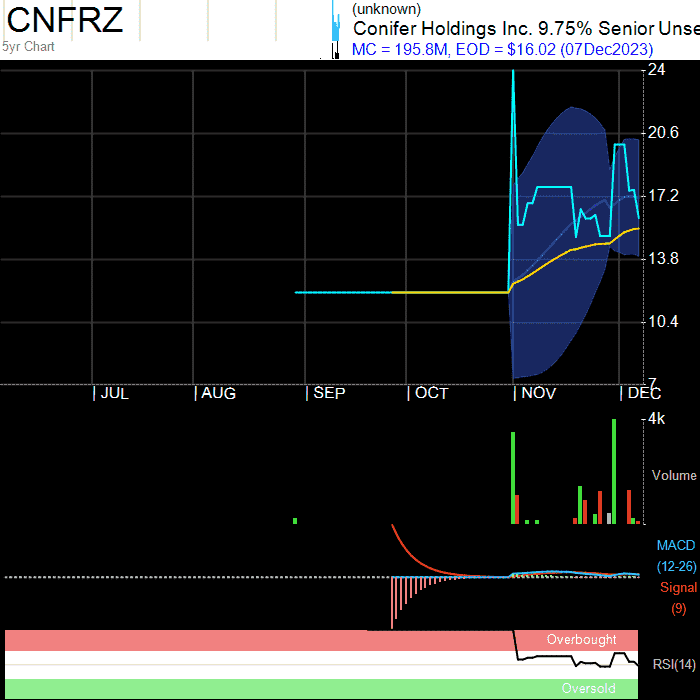 CNFRZ
(unknown)
Conifer Holdings Inc. 9.75% Senior Unse
5yr Chart
MC = 195.8M, EOD = $16.02 (07Dec2023)
24
20.6
17.2
13.8
10.4
7
JUL AUG SEP OCT NOV DEC
4k
Volume
MACD
(12-26)
Signal
(9)
Overbought
RSI(14)
Oversold